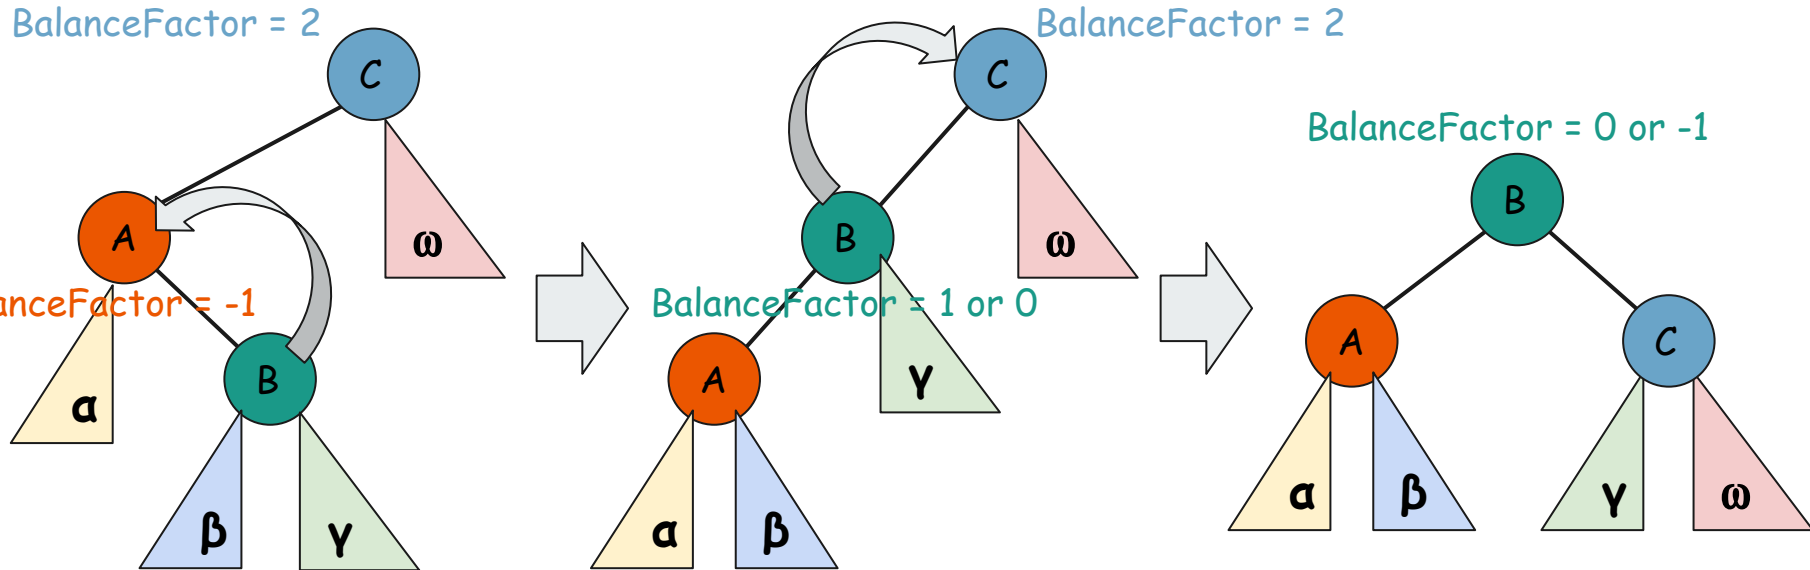 BalanceFactor = 2
C
A
ω
anceFactor = -1
B
α
β
γ
BalanceFactor = 2
C
B
ω
BalanceFactor = 1 or 0
A
γ
α
β
BalanceFactor = 0 or -1
B
A
C
α
β
γ
ω